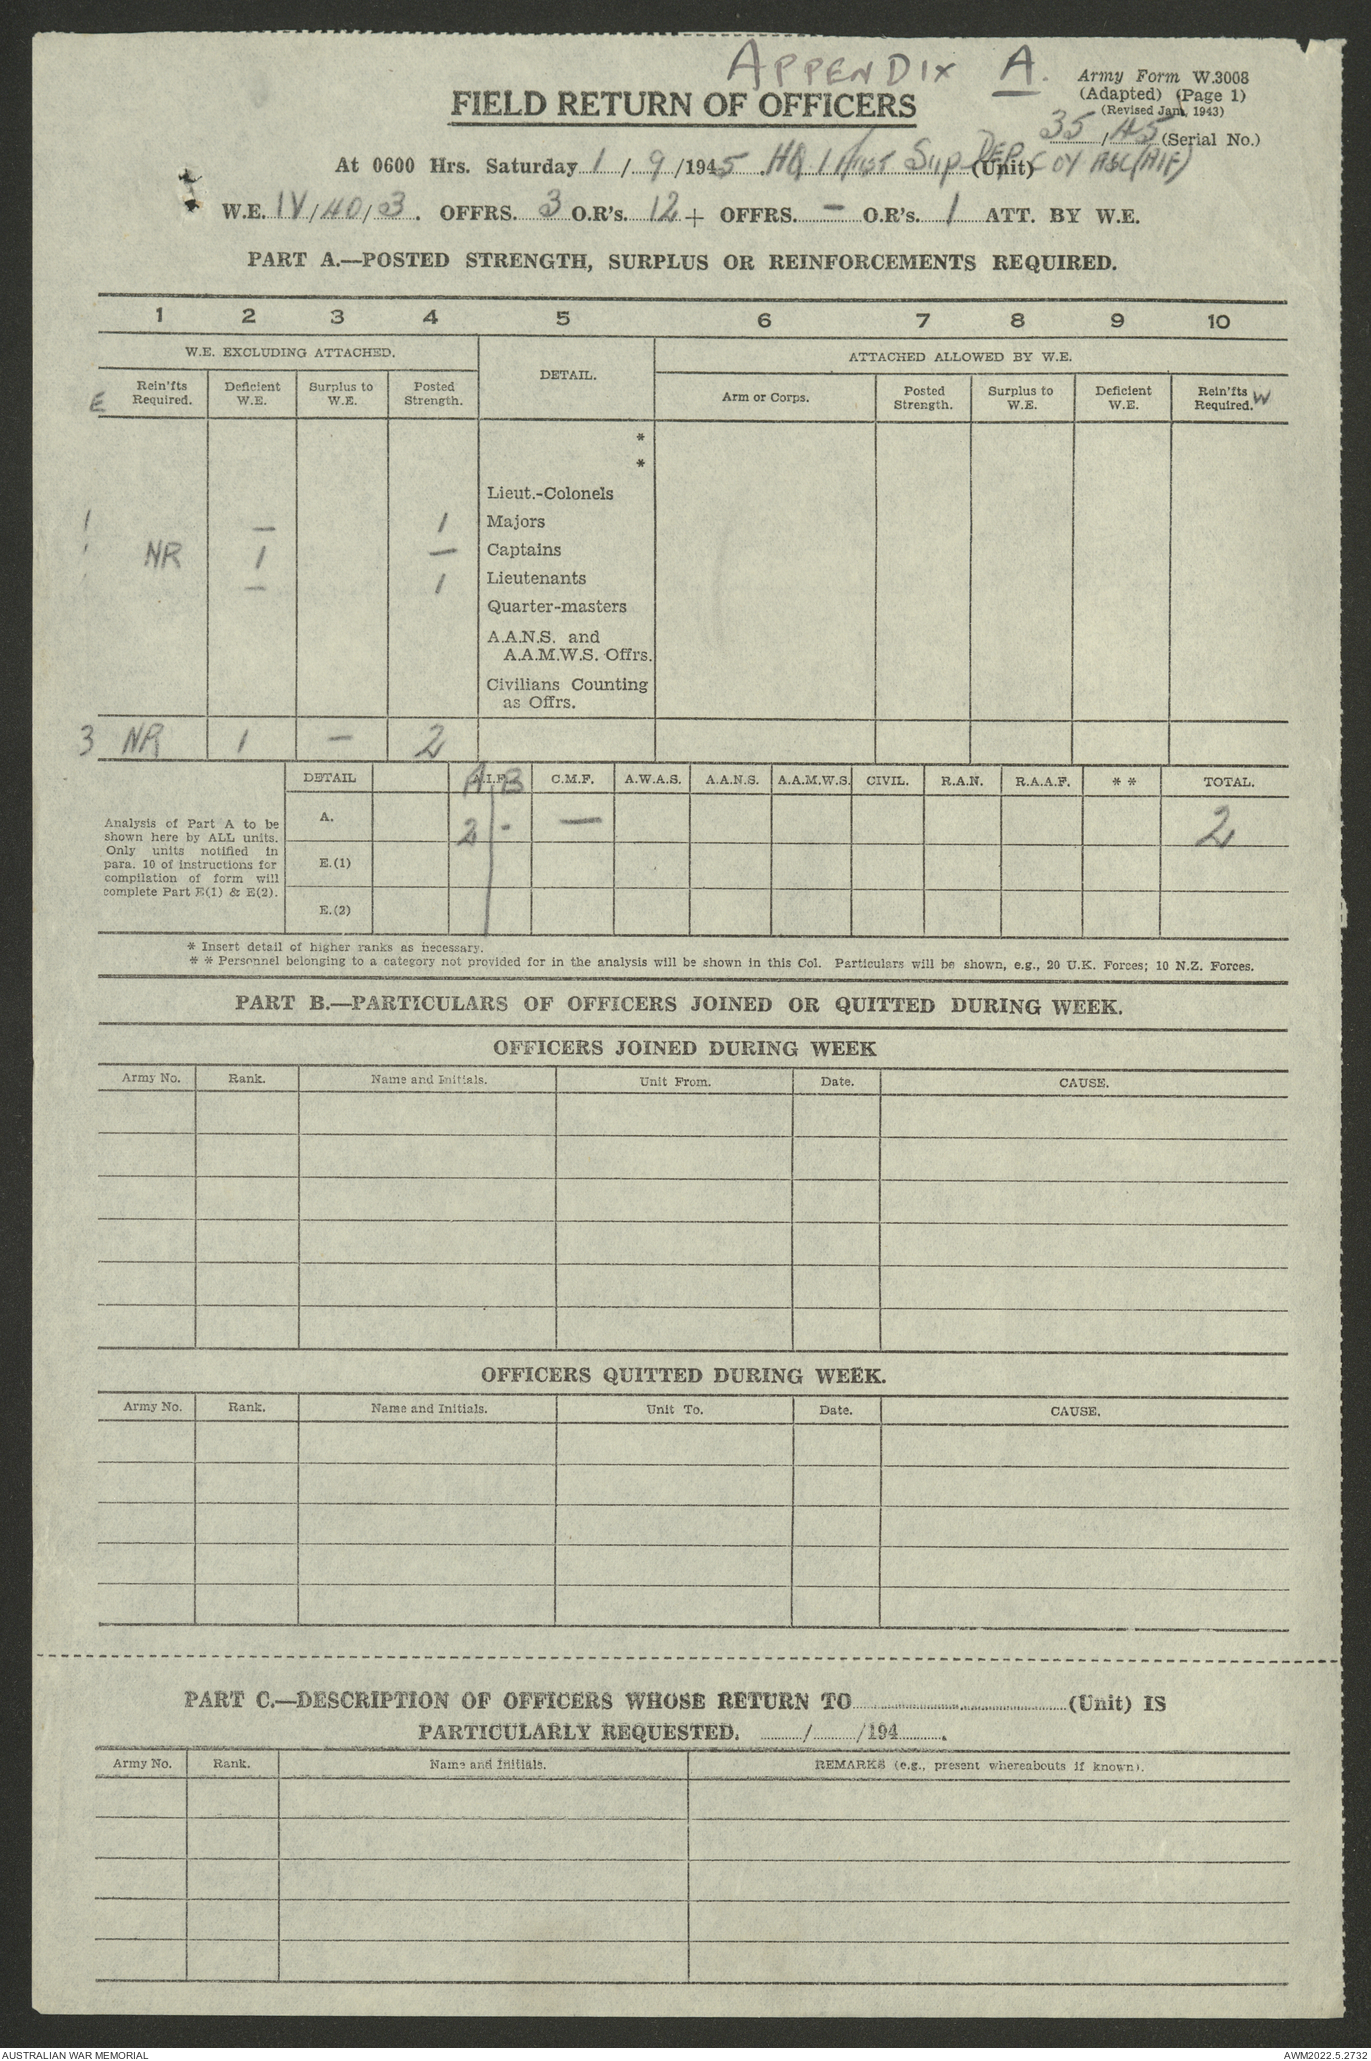 APPENDIX A.
Army Form W.3008
(Adapted) (Page 1)
(Revised Jan, 1943)
FIELD RETURN OF OFFICERS
35/45 (Serial No.)
At 0600 Hrs. Saturday 1/9/1945. HQ 1 Aust Sup Dep Coy AASC (AIF) (Unit)
W.E. IV/40/3. OFFRS. 3 O.R's. 12 + OFFRS. — O.R's. 1 ATT. BY W.E.
PART A.—POSTED STRENGTH, SURPLUS OR REINFORCEMENTS REQUIRED.
1 2 3 4 5 6 7 8 9 10
W.E. EXCLUDING ATTACHED. DETAIL. ATTACHED ALLOWED BY W.E.
E Rein'fts Required. Deficient W.E. Surplus to W.E. Posted Strength. Arm or Corps. Posted Strength. Surplus to W.E. Deficient W.E. Rein'fts Required. W
*
*
Lieut.-Colonels
1 — 1 Majors
1 NR 1 — Captains
— 1 Lieutenants
Quarter-masters
A.A.N.S. and
A.A.M.W.S. Offrs.
Civilians Counting
as Offrs.
3 NR 1 — 2
DETAIL A.I.F. A B C.M.F. A.W.A.S. A.A.N.S. A.A.M.W.S. CIVIL. R.A.N. R.A.A.F. * * TOTAL.
Analysis of Part A to be
shown here by ALL units.
Only units notified in
para. 10 of instructions for
compilation of form will
complete Part E(1) & E(2).
A. 2 - — 2
E.(1)
E.(2)
* Insert detail of higher ranks as necessary.
* * Personnel belonging to a category not provided for in the analysis will be shown in this Col. Particulars will be shown, e.g., 20 U.K. Forces; 10 N.Z. Forces.
PART B.—PARTICULARS OF OFFICERS JOINED OR QUITTED DURING WEEK.
OFFICERS JOINED DURING WEEK
Army No. Rank. Name and Initials. Unit From. Date. CAUSE.
OFFICERS QUITTED DURING WEEK.
Army No. Rank. Name and Initials. Unit To. Date. CAUSE.
PART C.—DESCRIPTION OF OFFICERS WHOSE RETURN TO (Unit) IS
PARTICULARLY REQUESTED. / /194 .
Army No. Rank. Name and Initials. REMARKS (e.g., present whereabouts if known).
AUSTRALIAN WAR MEMORIAL
AWM2022.5.2732